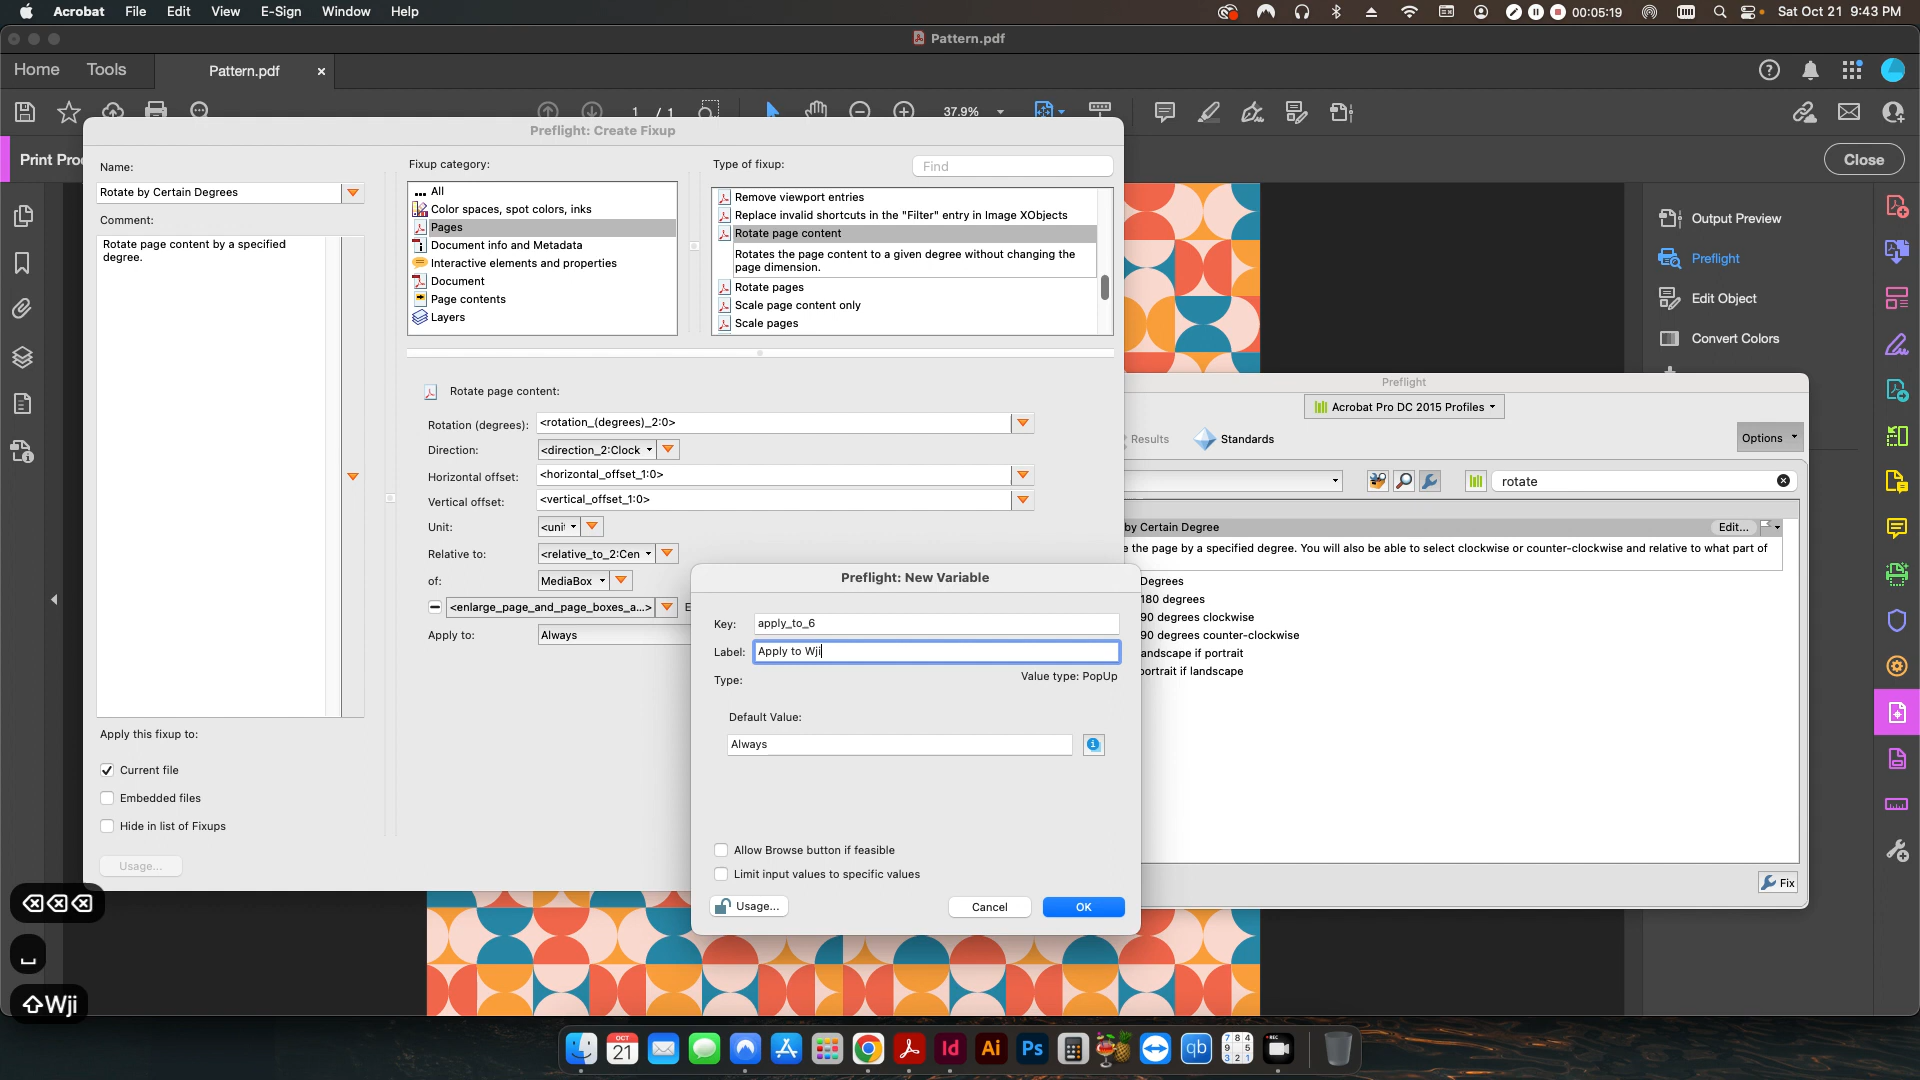 Acrobat File Edit View E-Sign Window Help
00:05:19 Sat Oct 21 9:43 PM
Pattern.pdf
Home Tools Pattern.pdf
1 / 1 37.9%
Print Pro
Close
Preflight: Create Fixup
Name:
Rotate by Certain Degrees
Comment:
Rotate page content by a specified
degree.
Apply this fixup to:
Current file
Embedded files
Hide in list of Fixups
Usage...
Fixup category:
All
Color spaces, spot colors, inks
Pages
Document info and Metadata
Interactive elements and properties
Document
Page contents
Layers
Type of fixup:
Find
Remove viewport entries
Replace invalid shortcuts in the "Filter" entry in Image XObjects
Rotate page content
Rotates the page content to a given degree without changing the
page dimension.
Rotate pages
Scale page content only
Scale pages
Rotate page content:
Rotation (degrees): <rotation_(degrees)_2:0>
Direction: <direction_2:Clock
Horizontal offset: <horizontal_offset_1:0>
Vertical offset: <vertical_offset_1:0>
Unit: <unit
Relative to: <relative_to_2:Cen
of: MediaBox
<enlarge_page_and_page_boxes_a...> E
Apply to: Always
Preflight: New Variable
Key: apply_to_6
Label: Apply to Wji
Type: Value type: PopUp
Default Value:
Always
Allow Browse button if feasible
Limit input values to specific values
Usage... Cancel OK
Preflight
Acrobat Pro DC 2015 Profiles
Results Standards Options
rotate
by Certain Degree Edit...
e the page by a specified degree. You will also be able to select clockwise or counter-clockwise and relative to what part of
Degrees
180 degrees
90 degrees clockwise
90 degrees counter-clockwise
andscape if portrait
ortrait if landscape
Fix
Output Preview
Preflight
Edit Object
Convert Colors
Wji
OCT
21
Id Ai Ps qb
REC